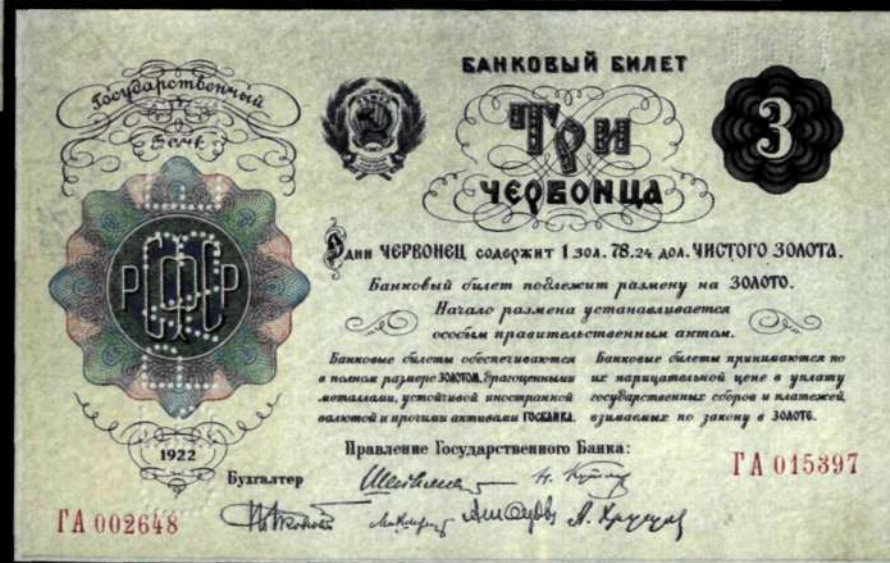 Государственный
Банк
БАНКОВЫЙ БИЛЕТ
ТРИ
ЧЕРВОНЦА
3
Один ЧЕРВОНЕЦ содержит 1 зол. 78.24 дол. ЧИСТОГО ЗОЛОТА.
Банковый билет подлежит размену на ЗОЛОТО.
Начало размена устанавливается
особым правительственным актом.
Банковые билеты обеспечиваются
в полном размере ЗОЛОТОМ, драгоценными
металлами, устойчивой иностранной
валютой и прочими активами ГОСБАНКА.
Банковые билеты принимаются по
их нарицательной цене в уплату
государственных сборов и платежей,
взимаемых по закону в ЗОЛОТЕ.
РСФСР
1922
Правление Государственного Банка:
Бухгалтер
ГА 015397
ГА 002648